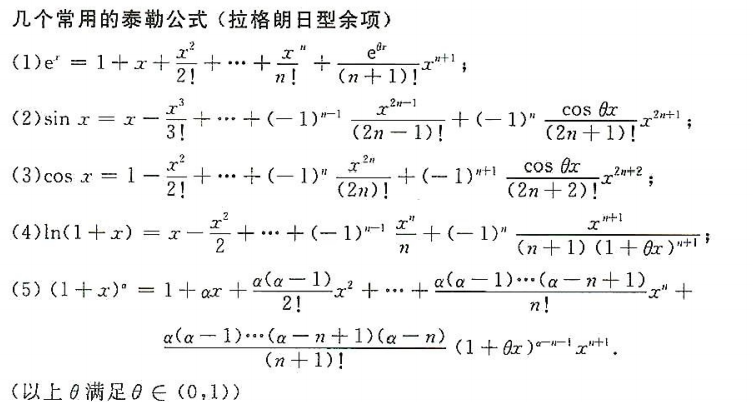 几个常用的泰勒公式（拉格朗日型余项）
(1) e^x = 1 + x + x^2/2! + ⋯ + x^n/n! + e^{θx}/(n+1)! x^{n+1}；
(2) sin x = x − x^3/3! + ⋯ + (−1)^{n−1} x^{2n−1}/(2n−1)! + (−1)^n cos θx/(2n+1)! x^{2n+1}；
(3) cos x = 1 − x^2/2! + ⋯ + (−1)^n x^{2n}/(2n)! + (−1)^{n+1} cos θx/(2n+2)! x^{2n+2}；
(4) ln(1+x) = x − x^2/2 + ⋯ + (−1)^{n−1} x^n/n + (−1)^n x^{n+1}/((n+1)(1+θx)^{n+1})；
(5) (1+x)^α = 1 + αx + α(α−1)/2! x^2 + ⋯ + α(α−1)⋯(α−n+1)/n! x^n +
α(α−1)⋯(α−n+1)(α−n)/(n+1)! (1+θx)^{α−n−1} x^{n+1}.
（以上θ满足θ∈(0,1)）